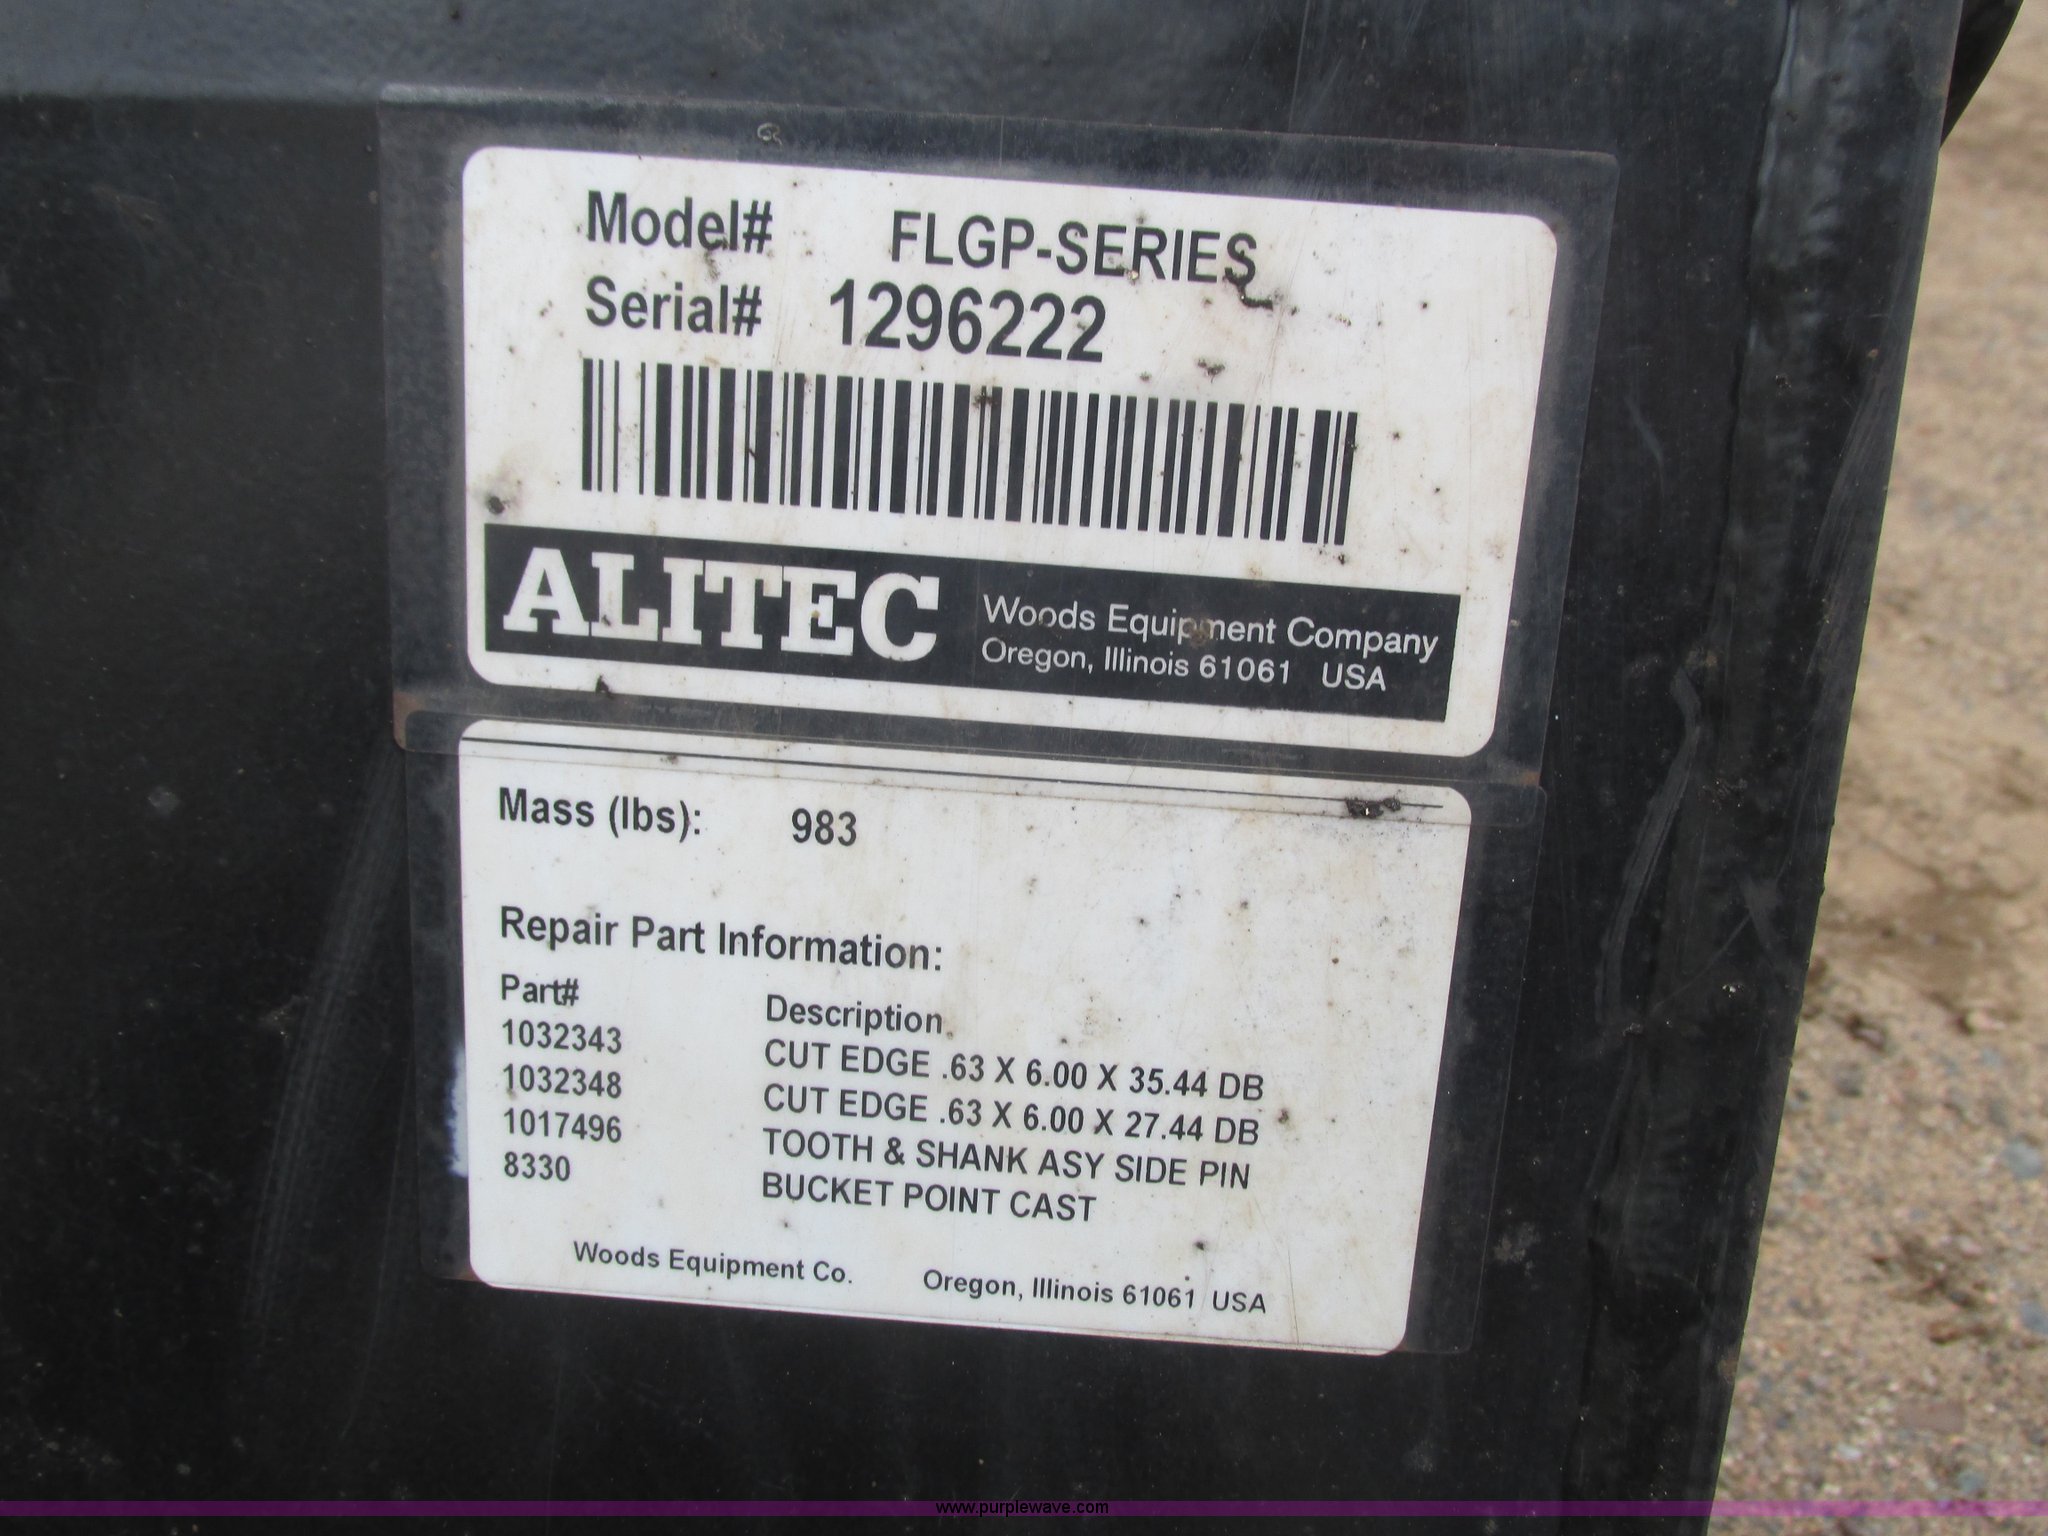 Model# FLGP-SERIES
Serial# 1296222
ALITEC
Woods Equipment Company
Oregon, Illinois 61061 USA
Mass (lbs): 983
Repair Part Information:
Part# Description
1032343 CUT EDGE .63 X 6.00 X 35.44 DB
1032348 CUT EDGE .63 X 6.00 X 27.44 DB
1017496 TOOTH & SHANK ASY SIDE PIN
8330 BUCKET POINT CAST
Woods Equipment Co. Oregon, Illinois 61061 USA
www.purplewave.com